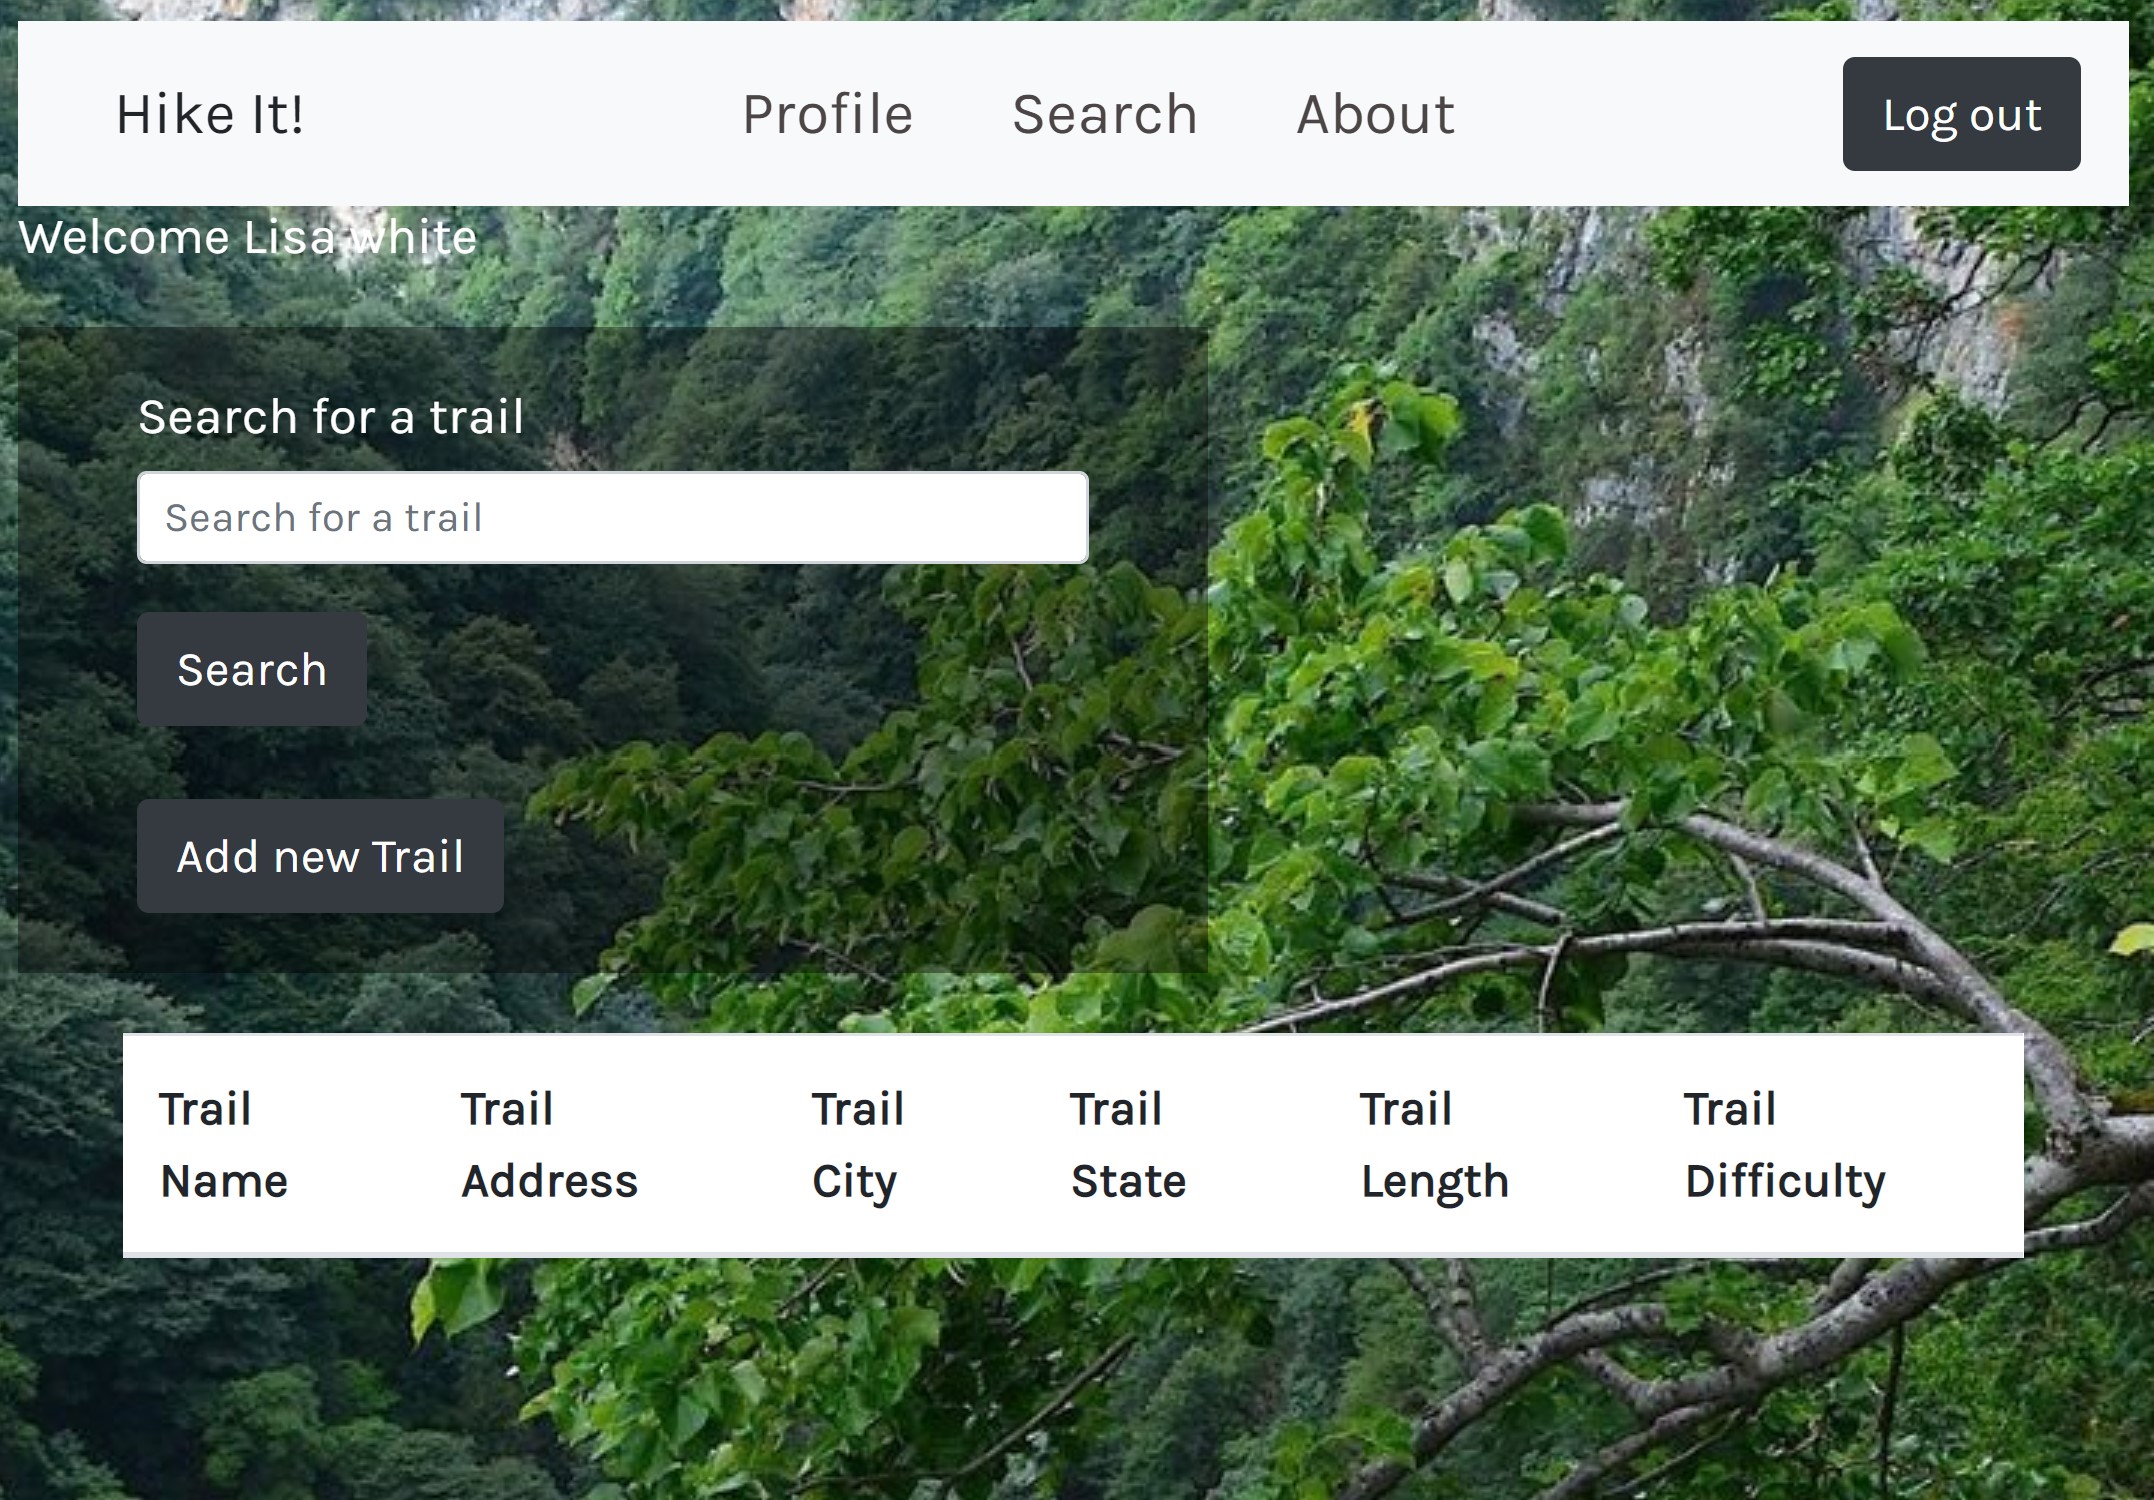 Hike It! Profile Search About Log out
Welcome Lisa white
Search for a trail
Search for a trail
Search
Add new Trail
Trail Name Trail Address Trail City Trail State Trail Length Trail Difficulty